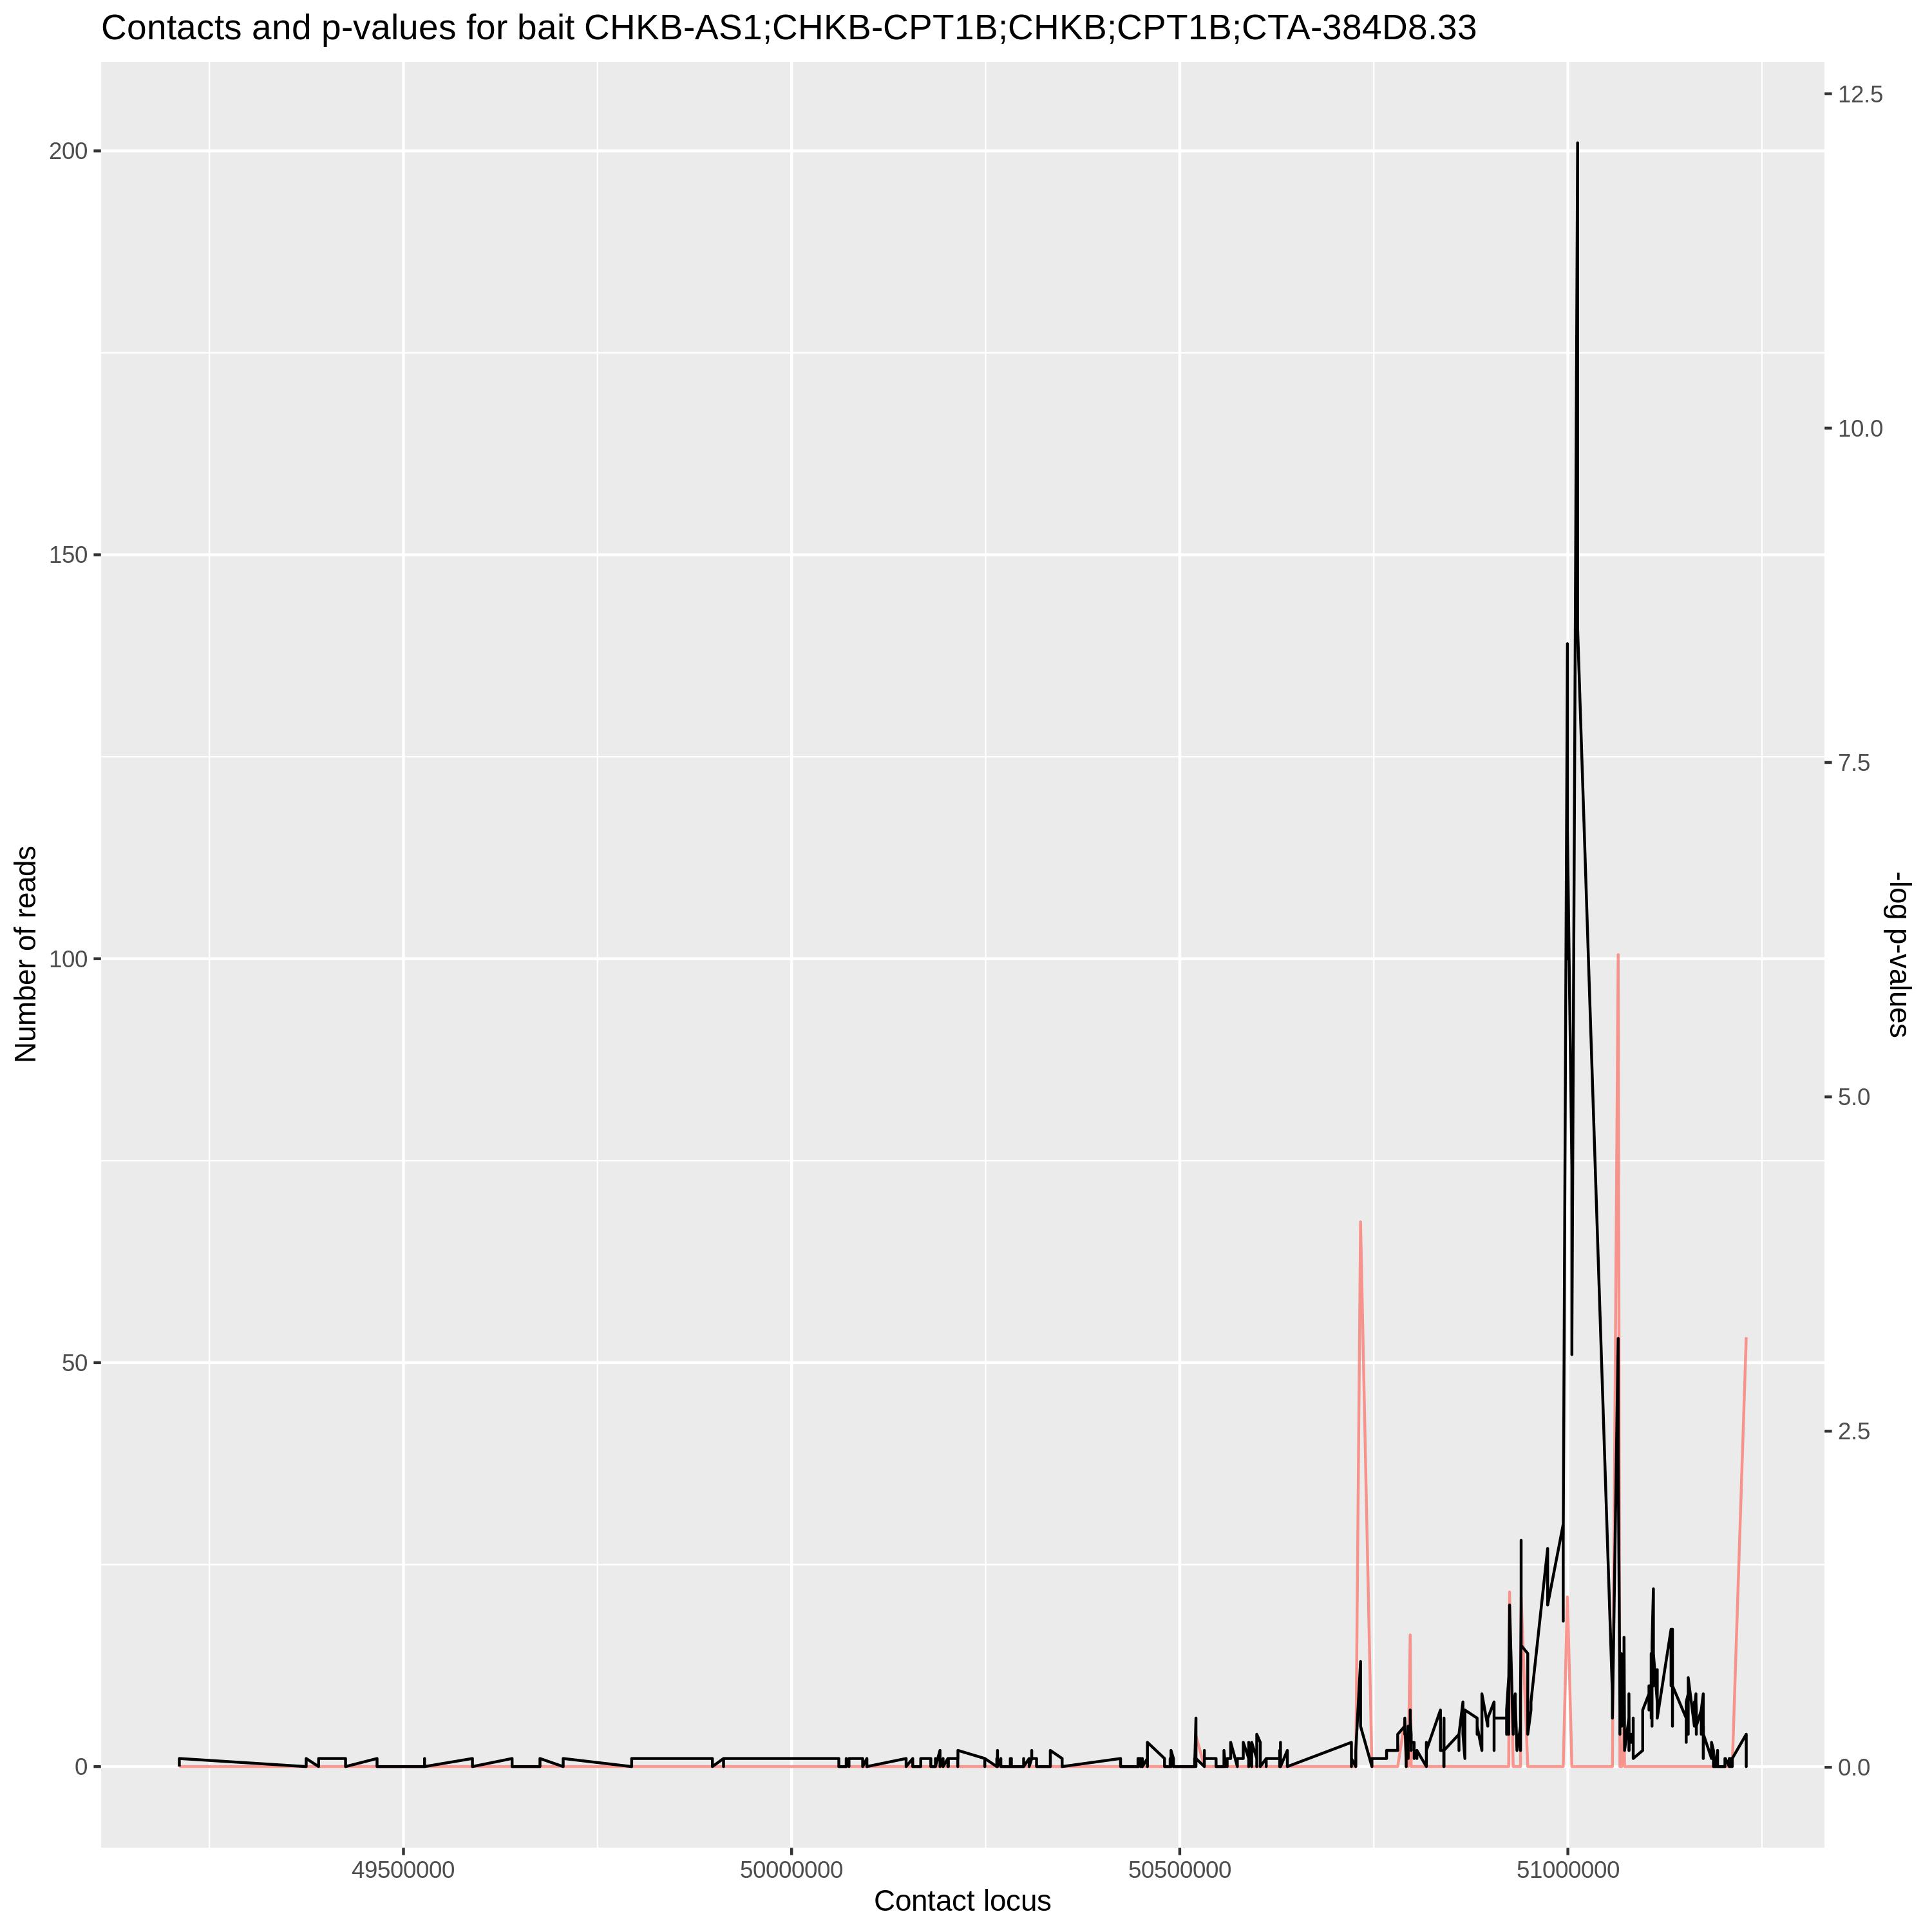 Contacts and p-values for bait CHKB-AS1;CHKB-CPT1B;CHKB;CPT1B;CTA-384D8.33
Number of reads
200
150
100
50
0
12.5
10.0
7.5
5.0
2.5
0.0
-log p-values
49500000 50000000 50500000 51000000
Contact locus